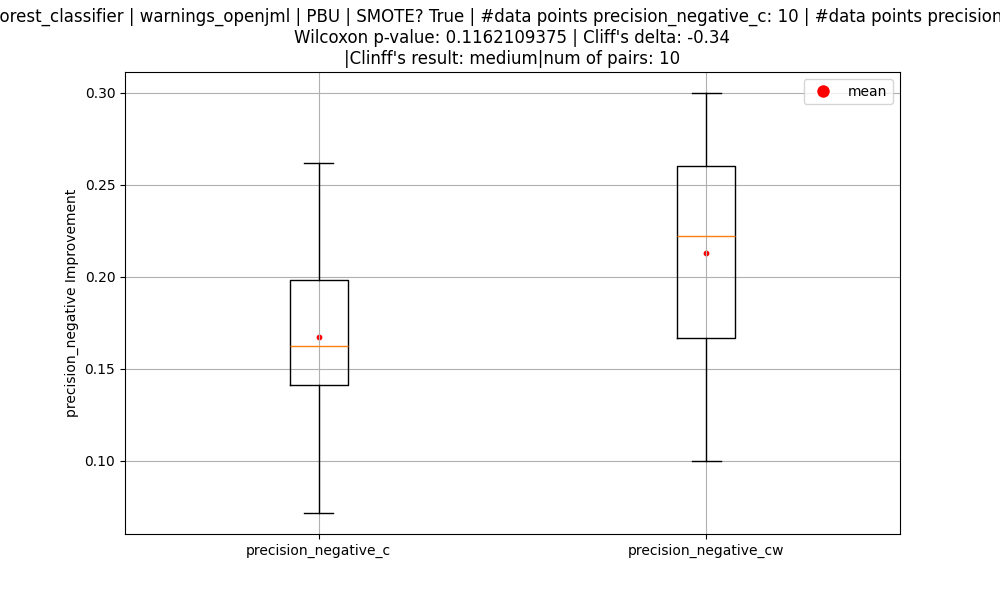 orest_classifier | warnings_openjml | PBU | SMOTE? True | #data points precision_negative_c: 10 | #data points precision
Wilcoxon p-value: 0.1162109375 | Cliff's delta: -0.34
|Clinff's result: medium|num of pairs: 10
mean
0.30
0.25
0.20
0.15
0.10
precision_negative Improvement
precision_negative_c
precision_negative_cw